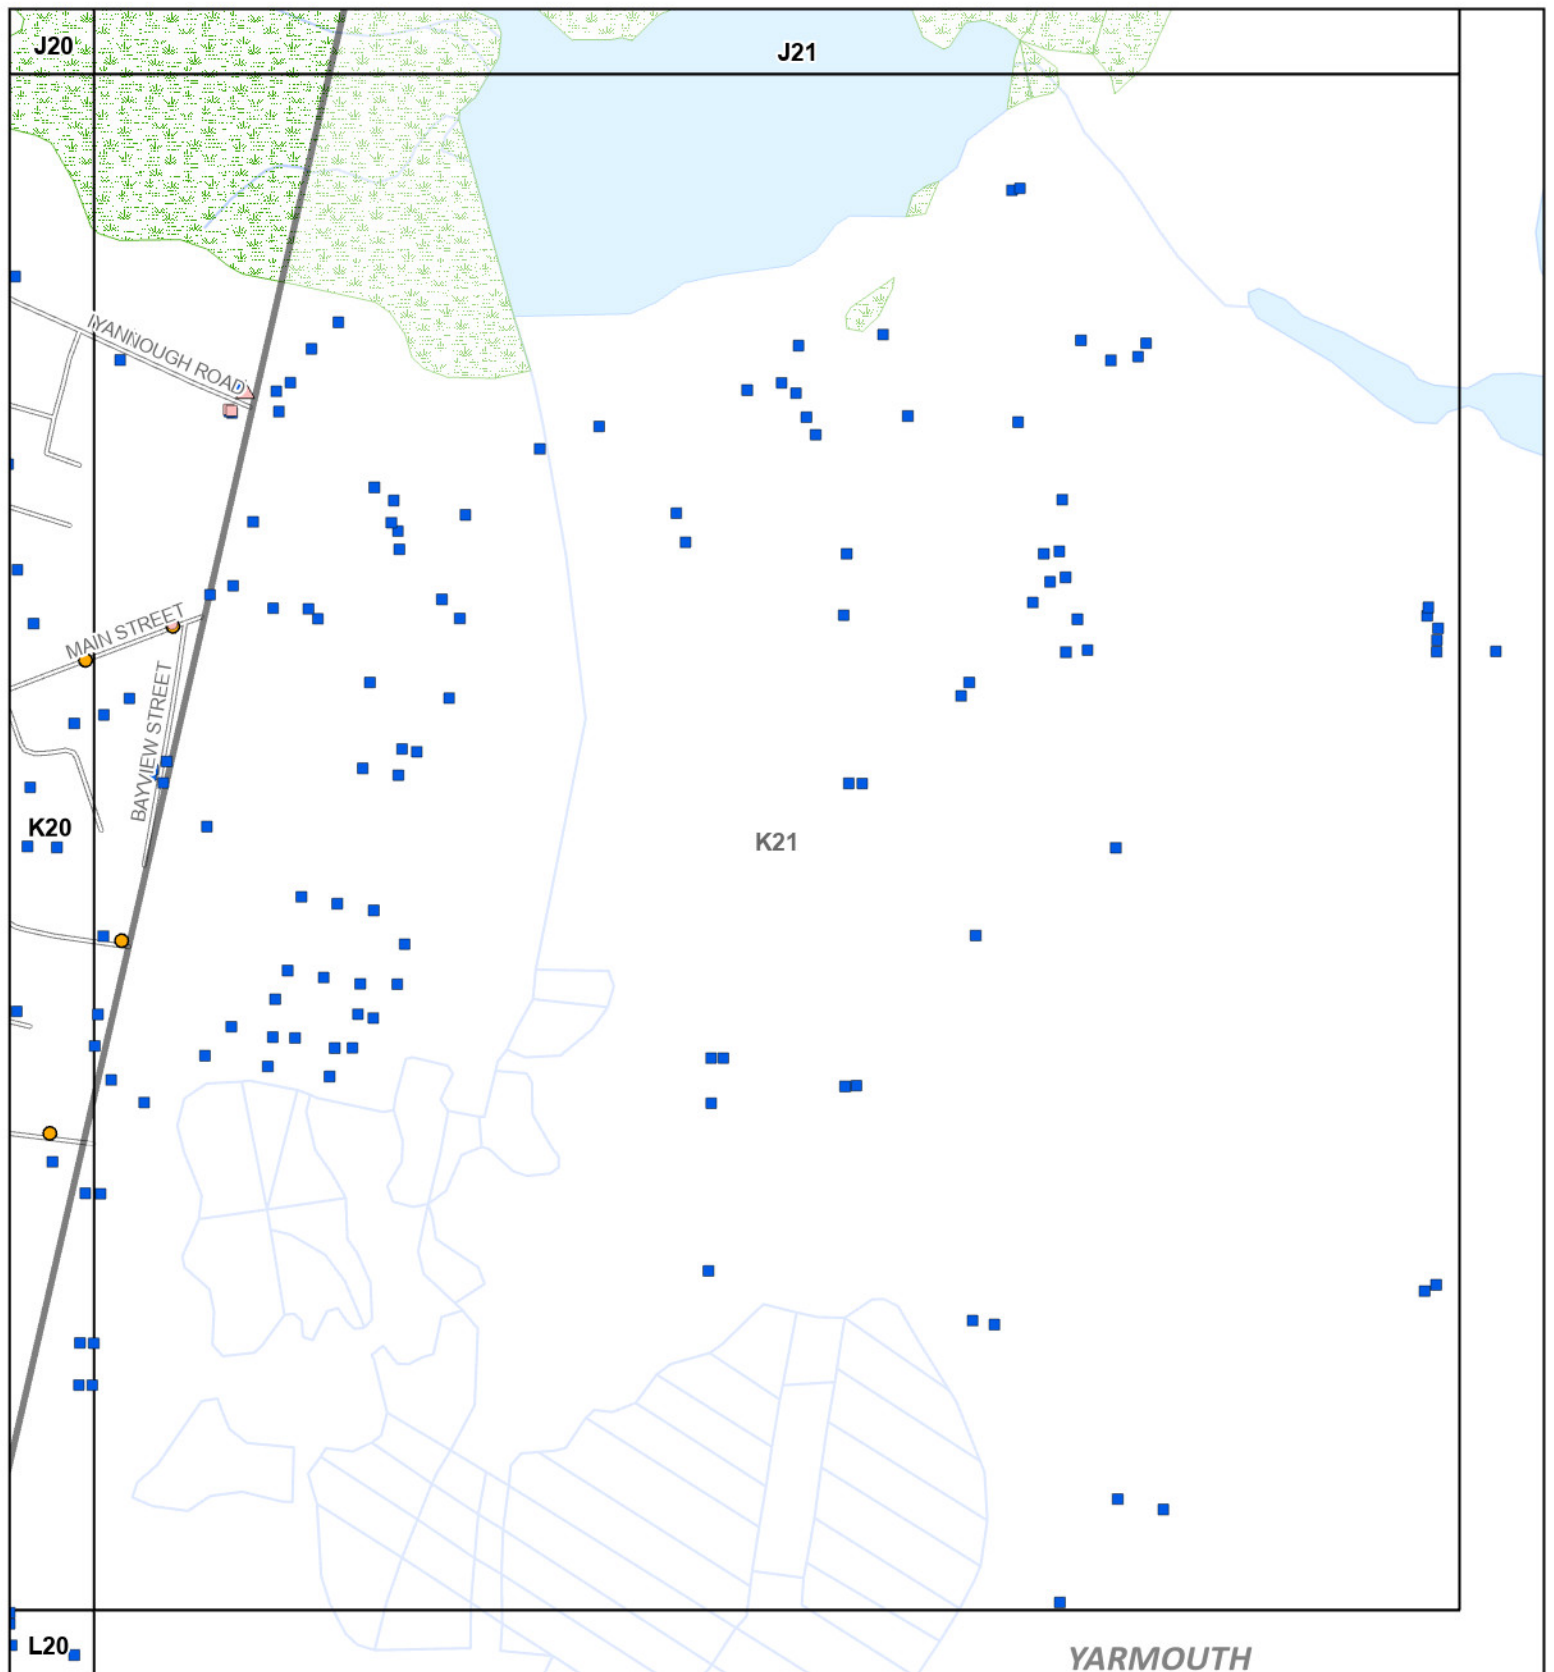 J20
J21
IYANNOUGH ROAD
MAIN STREET
BAYVIEW STREET
K20
K21
L20
YARMOUTH